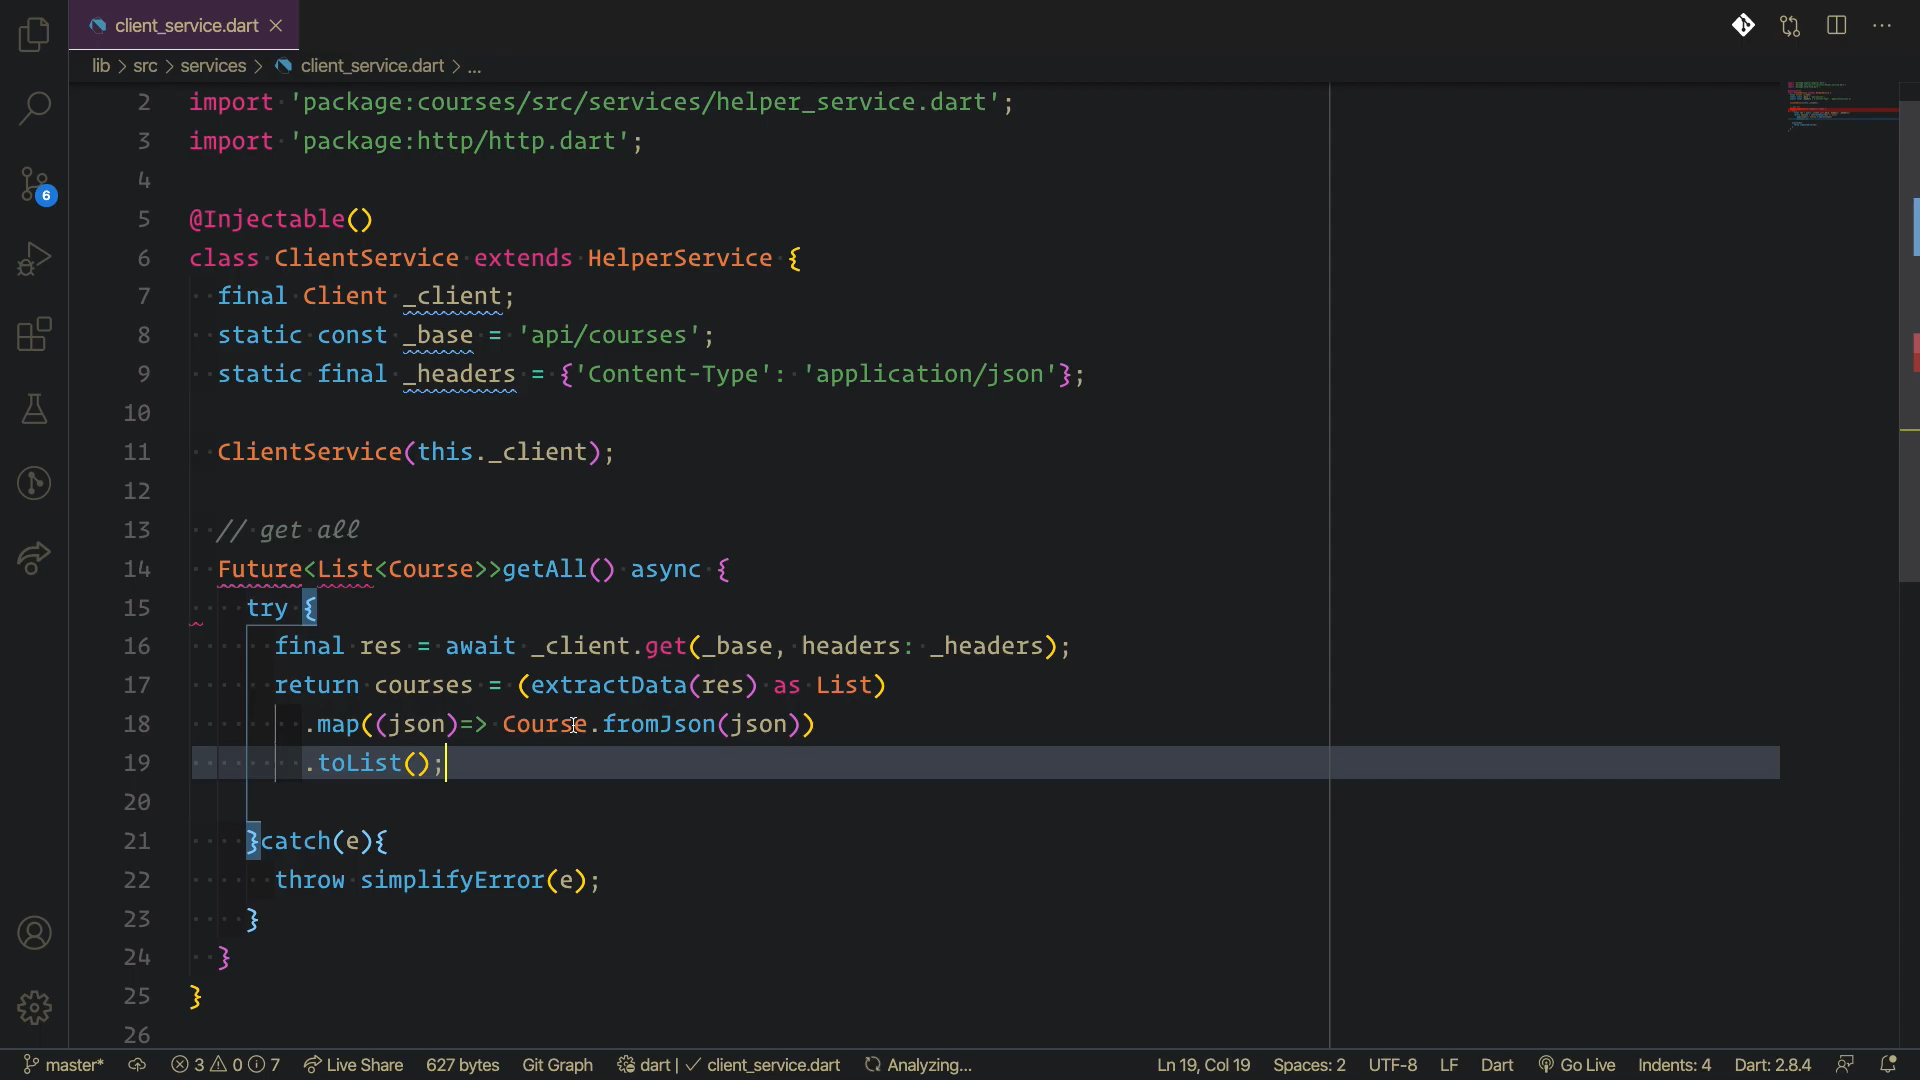 client_service.dart
lib > src > services > client_service.dart > ...
2 import 'package:courses/src/services/helper_service.dart';
3 import 'package:http/http.dart';
4
5 @Injectable()
6 class ClientService extends HelperService {
7 final Client _client;
8 static const _base = 'api/courses';
9 static final _headers = {'Content-Type': 'application/json'};
10
11 ClientService(this._client);
12
13 // get all
14 Future<List<Course>>getAll() async {
15 try {
16 final res = await _client.get(_base, headers: _headers);
17 return courses = (extractData(res) as List)
18 .map((json)=> Course.fromJson(json))
19 .toList();
20
21 }catch(e){
22 throw simplifyError(e);
23 }
24 }
25 }
26
6
master* 3 0 7 Live Share 627 bytes Git Graph dart | client_service.dart Analyzing... Ln 19, Col 19 Spaces: 2 UTF-8 LF Dart Go Live Indents: 4 Dart: 2.8.4